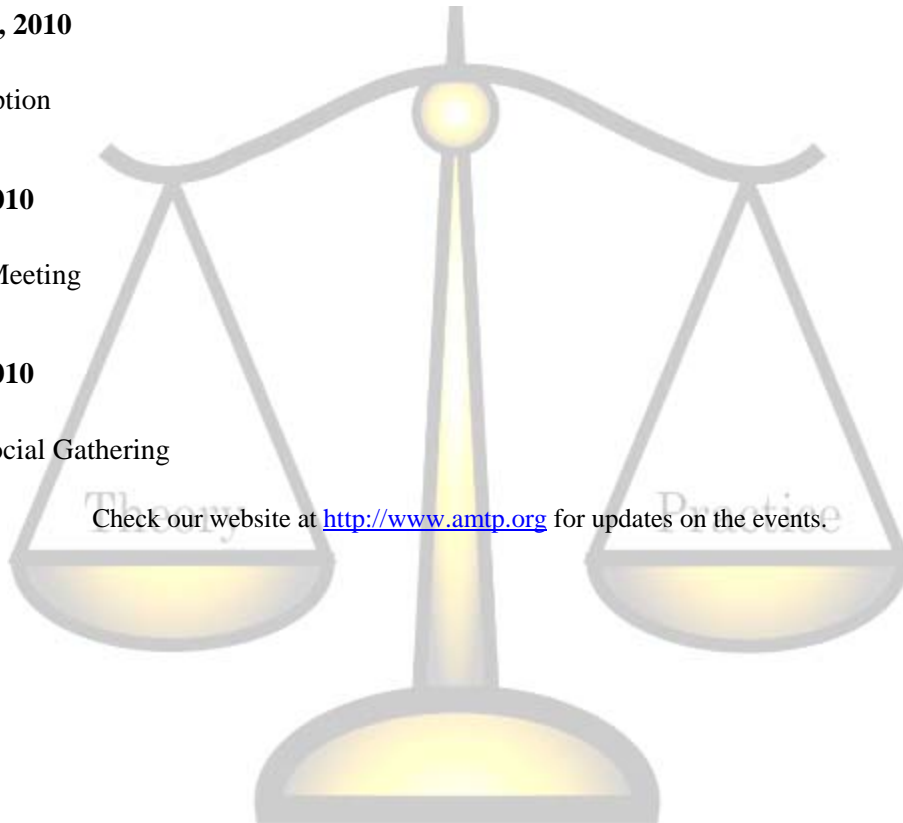 , 2010
ption
010
Meeting
010
ocial Gathering
Theory Practice
Check our website at http://www.amtp.org for updates on the events.